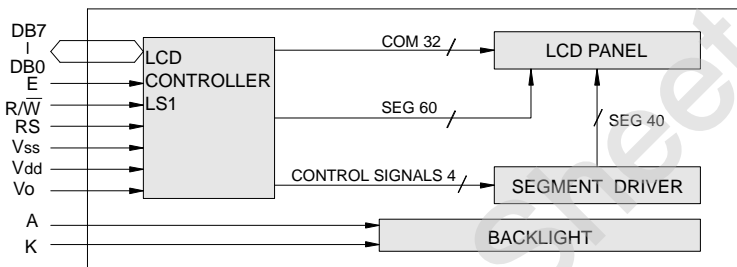 DB7
I
DB0
E
R/W̅
RS
Vss
Vdd
Vo
A
K
LCD
CONTROLLER
LS1
COM 32
SEG 60
CONTROL SIGNALS 4
LCD PANEL
SEG 40
SEGMENT DRIVER
BACKLIGHT
Sheet